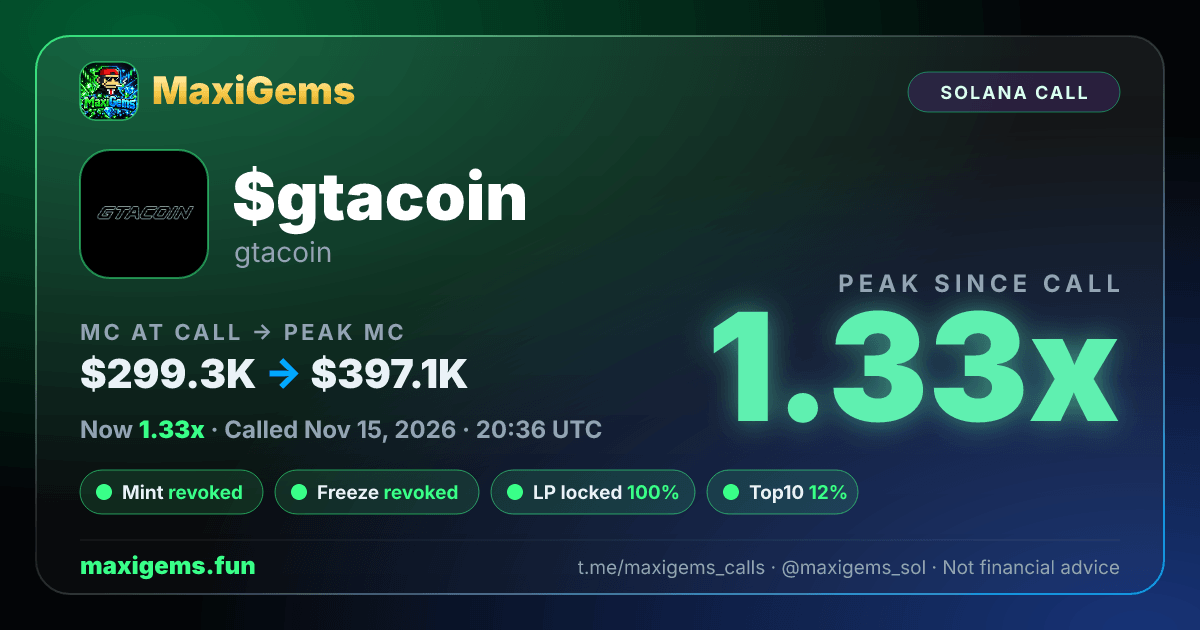 MaxiGems
MaxiGems
SOLANA CALL
GTACOIN
$gtacoin
gtacoin
PEAK SINCE CALL
1.33x
MC AT CALL → PEAK MC
$299.3K → $397.1K
Now 1.33x · Called Nov 15, 2026 · 20:36 UTC
Mint revoked
Freeze revoked
LP locked 100%
Top10 12%
maxigems.fun
t.me/maxigems_calls · @maxigems_sol · Not financial advice